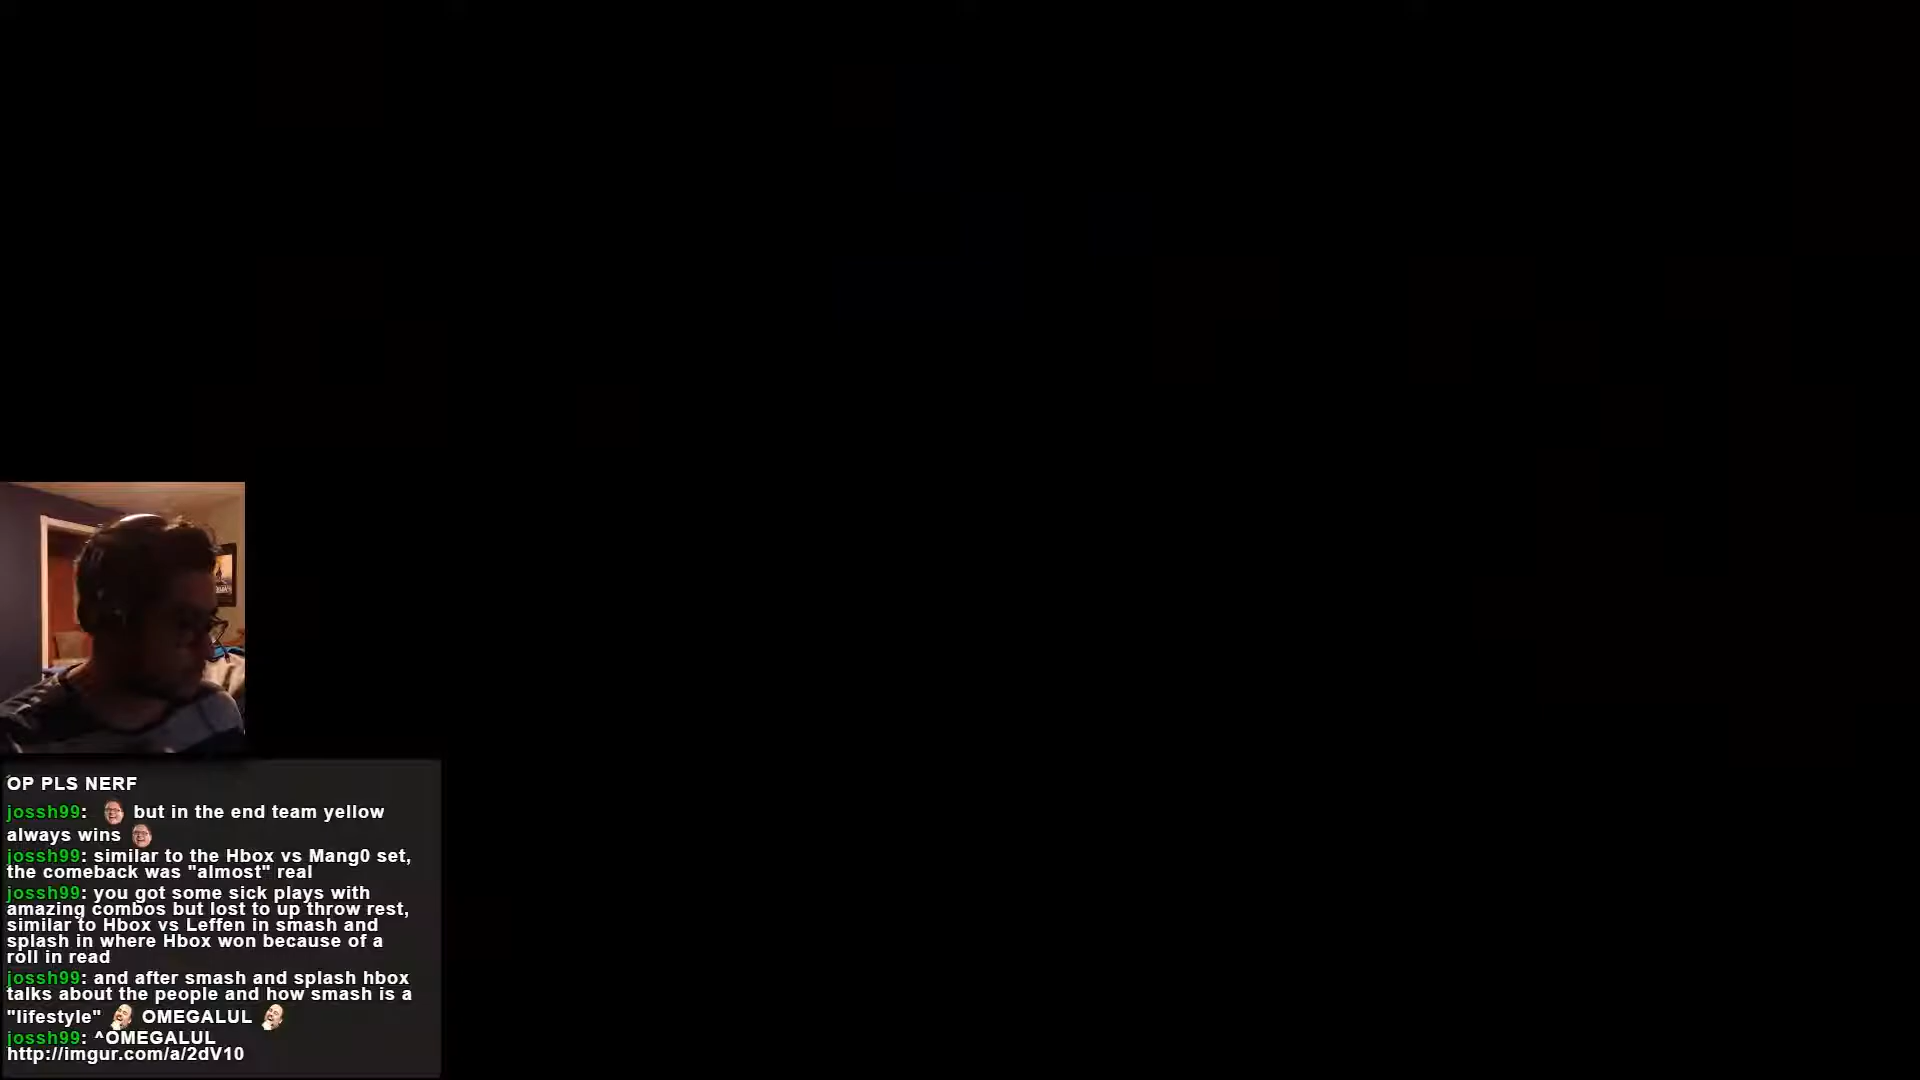 OP PLS NERF
jossh99: but in the end team yellow
always wins
jossh99: similar to the Hbox vs Mang0 set,
the comeback was "almost" real
jossh99: you got some sick plays with
amazing combos but lost to up throw rest,
similar to Hbox vs Leffen in smash and
splash in where Hbox won because of a
roll in read
jossh99: and after smash and splash hbox
talks about the people and how smash is a
"lifestyle" OMEGALUL
jossh99: ^OMEGALUL
http://imgur.com/a/2dV10